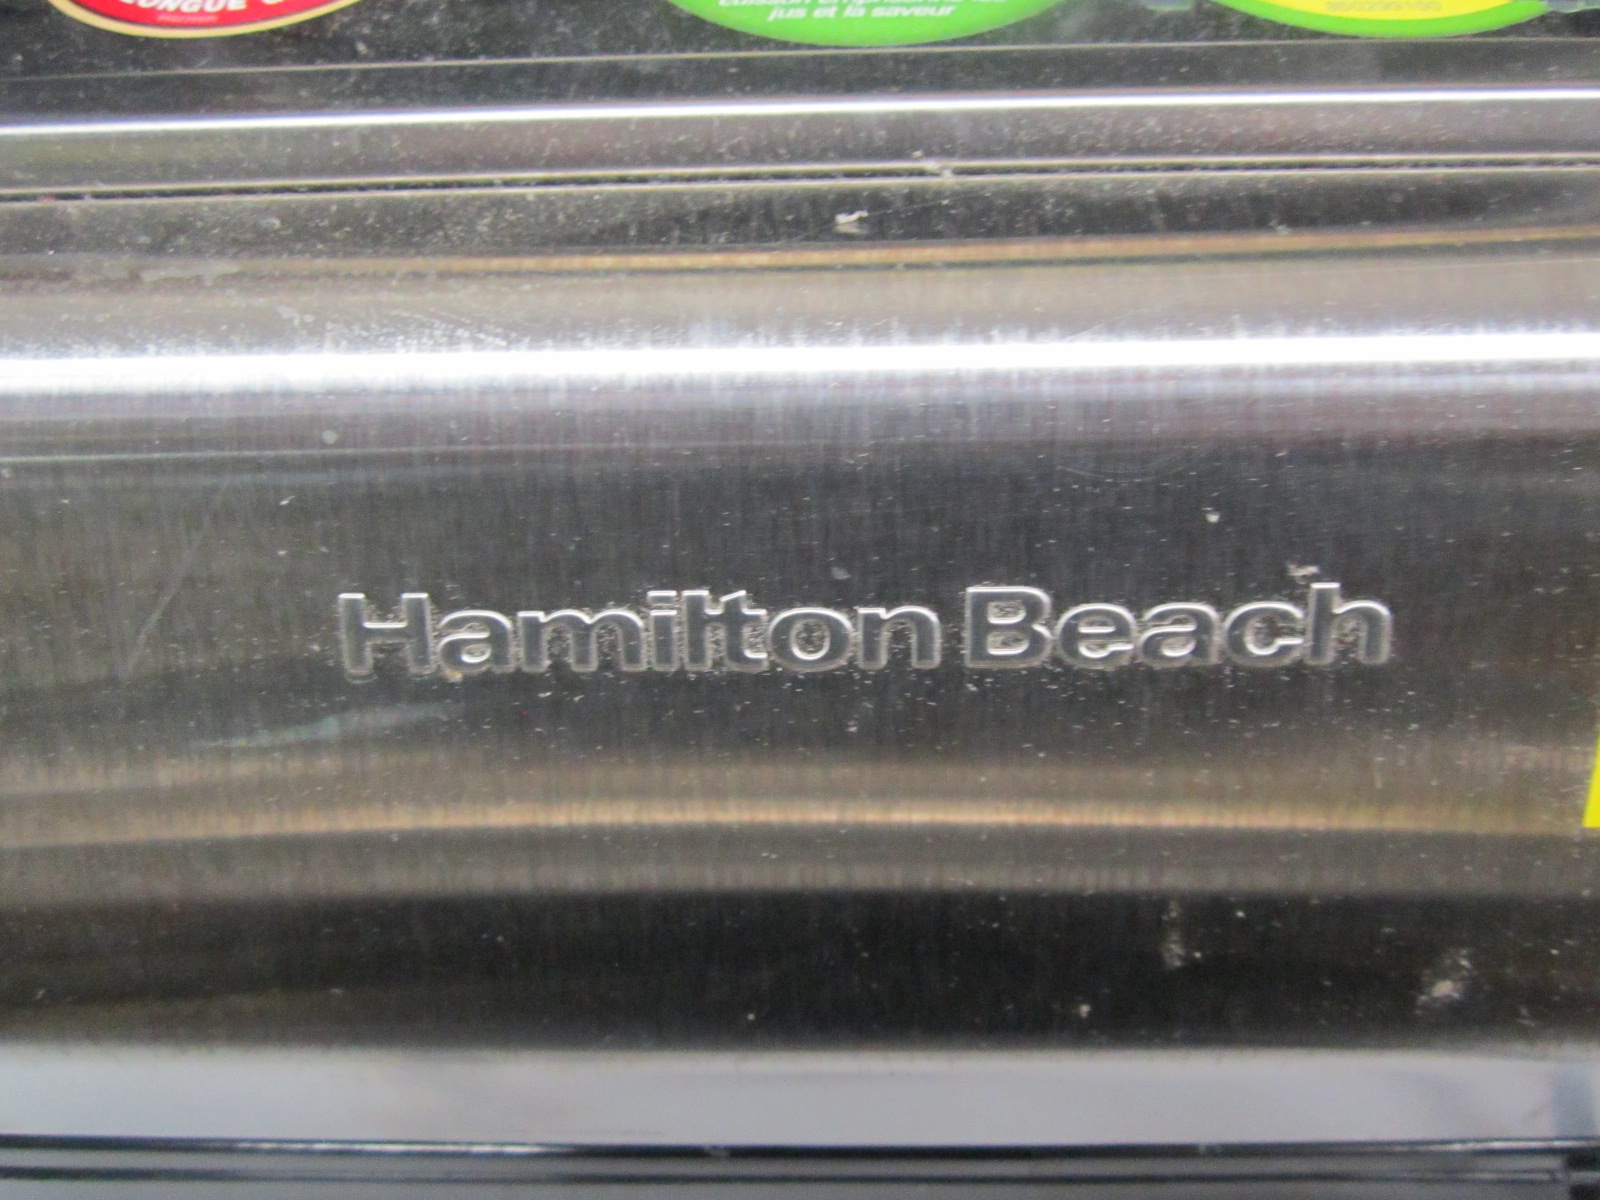 jus et la saveur
Hamilton Beach